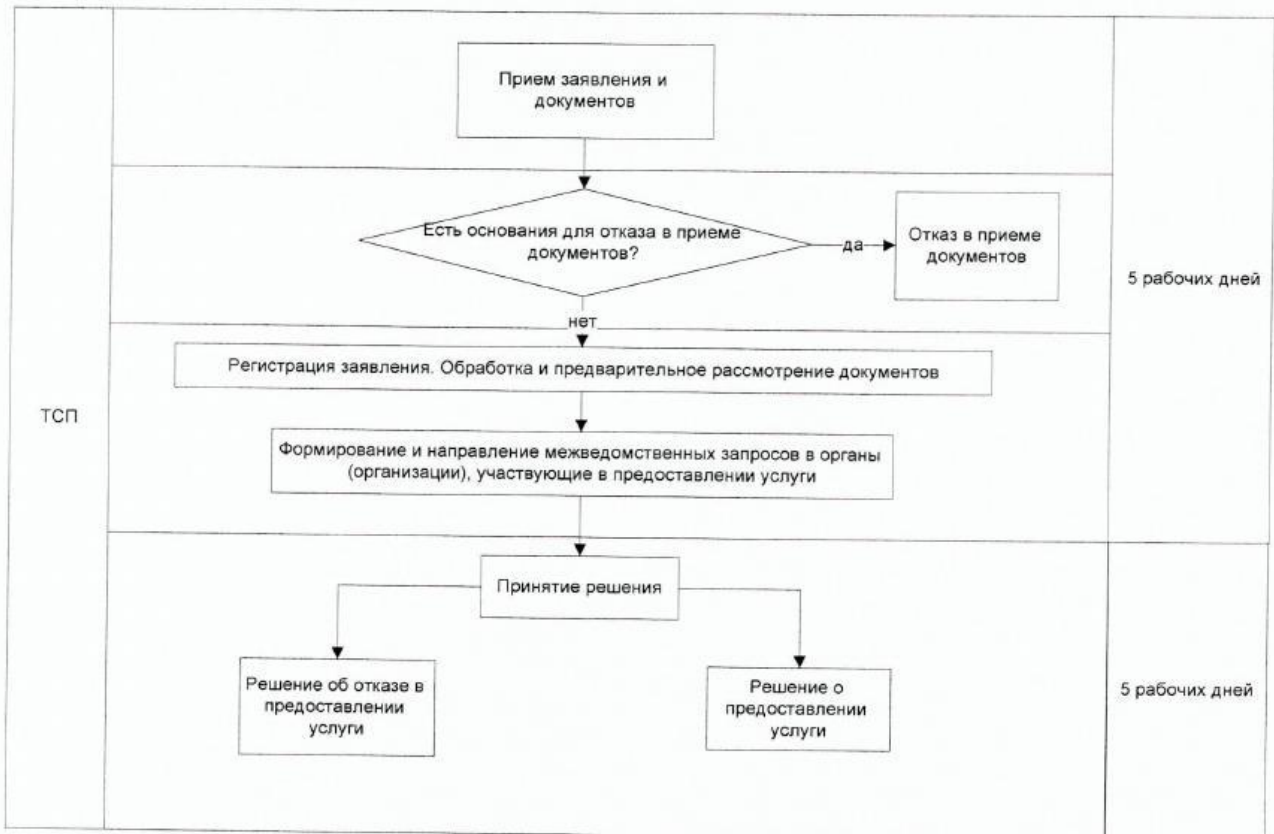 Прием заявления и
документов
Есть основания для отказа в приеме
документов?
да
Отказ в приеме
документов
5 рабочих дней
нет
Регистрация заявления. Обработка и предварительное рассмотрение документов
ТСП
Формирование и направление межведомственных запросов в органы
(организации), участвующие в предоставлении услуги
Принятие решения
Решение об отказе в
предоставлении
услуги
Решение о
предоставлении
услуги
5 рабочих дней